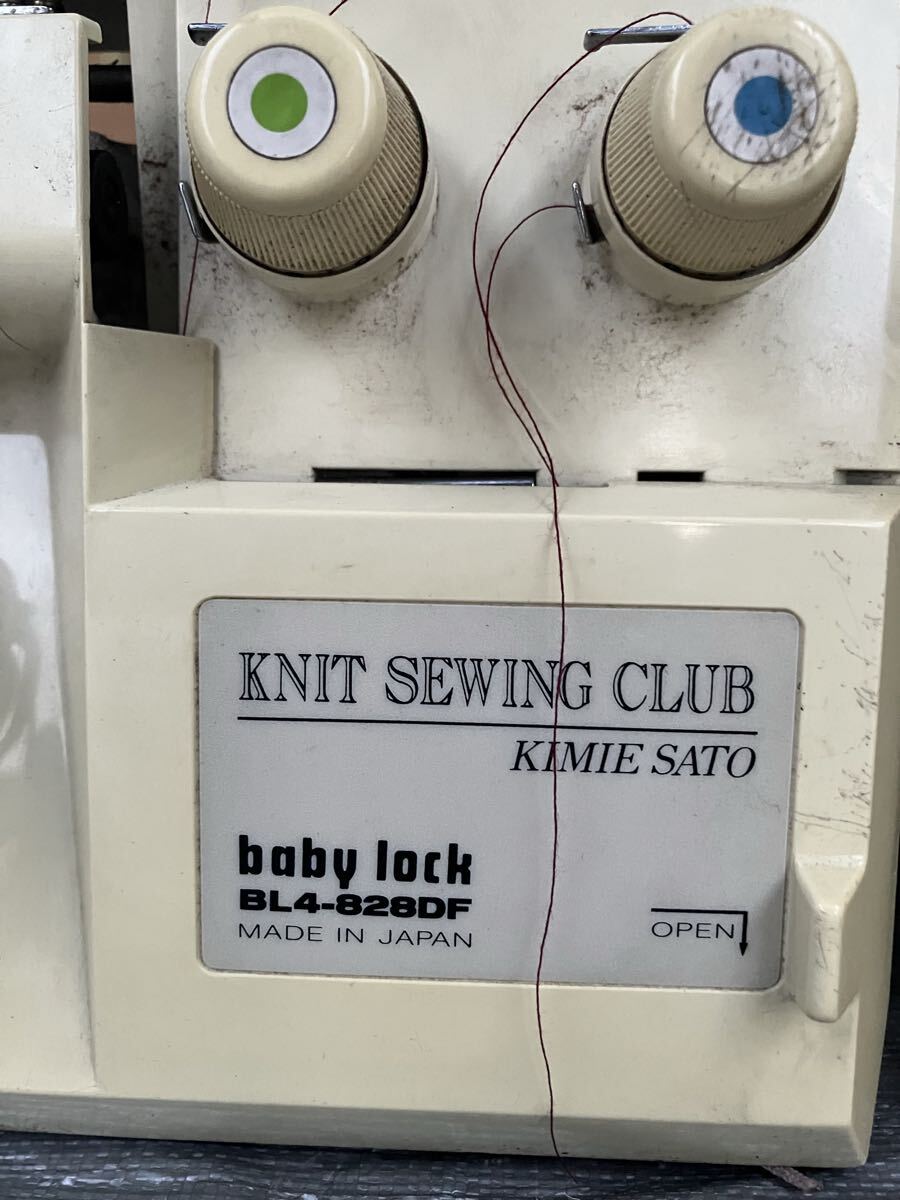 KNIT SEWING CLUB
KIMIE SATO
baby lock
BL4-828DF
MADE IN JAPAN
OPEN